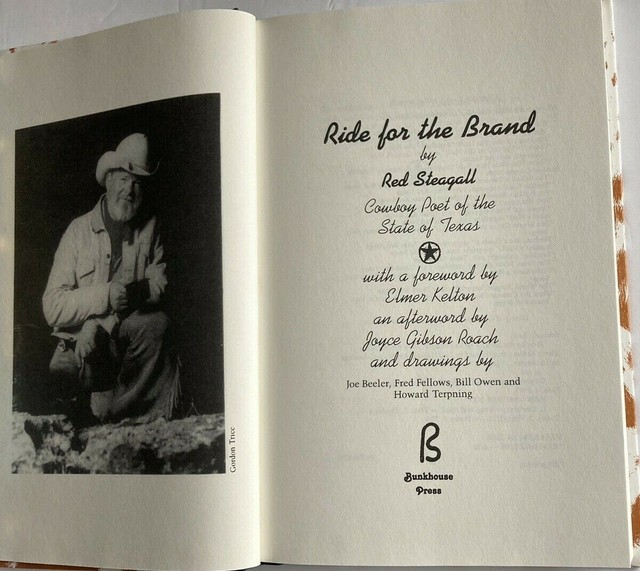 Gordon Trice
Ride for the Brand
by
Red Steagall
Cowboy Poet of the
State of Texas
with a foreword by
Elmer Kelton
an afterword by
Joyce Gibson Roach
and drawings by
Joe Beeler, Fred Fellows, Bill Owen and
Howard Terpning
B
Bunkhouse
Press